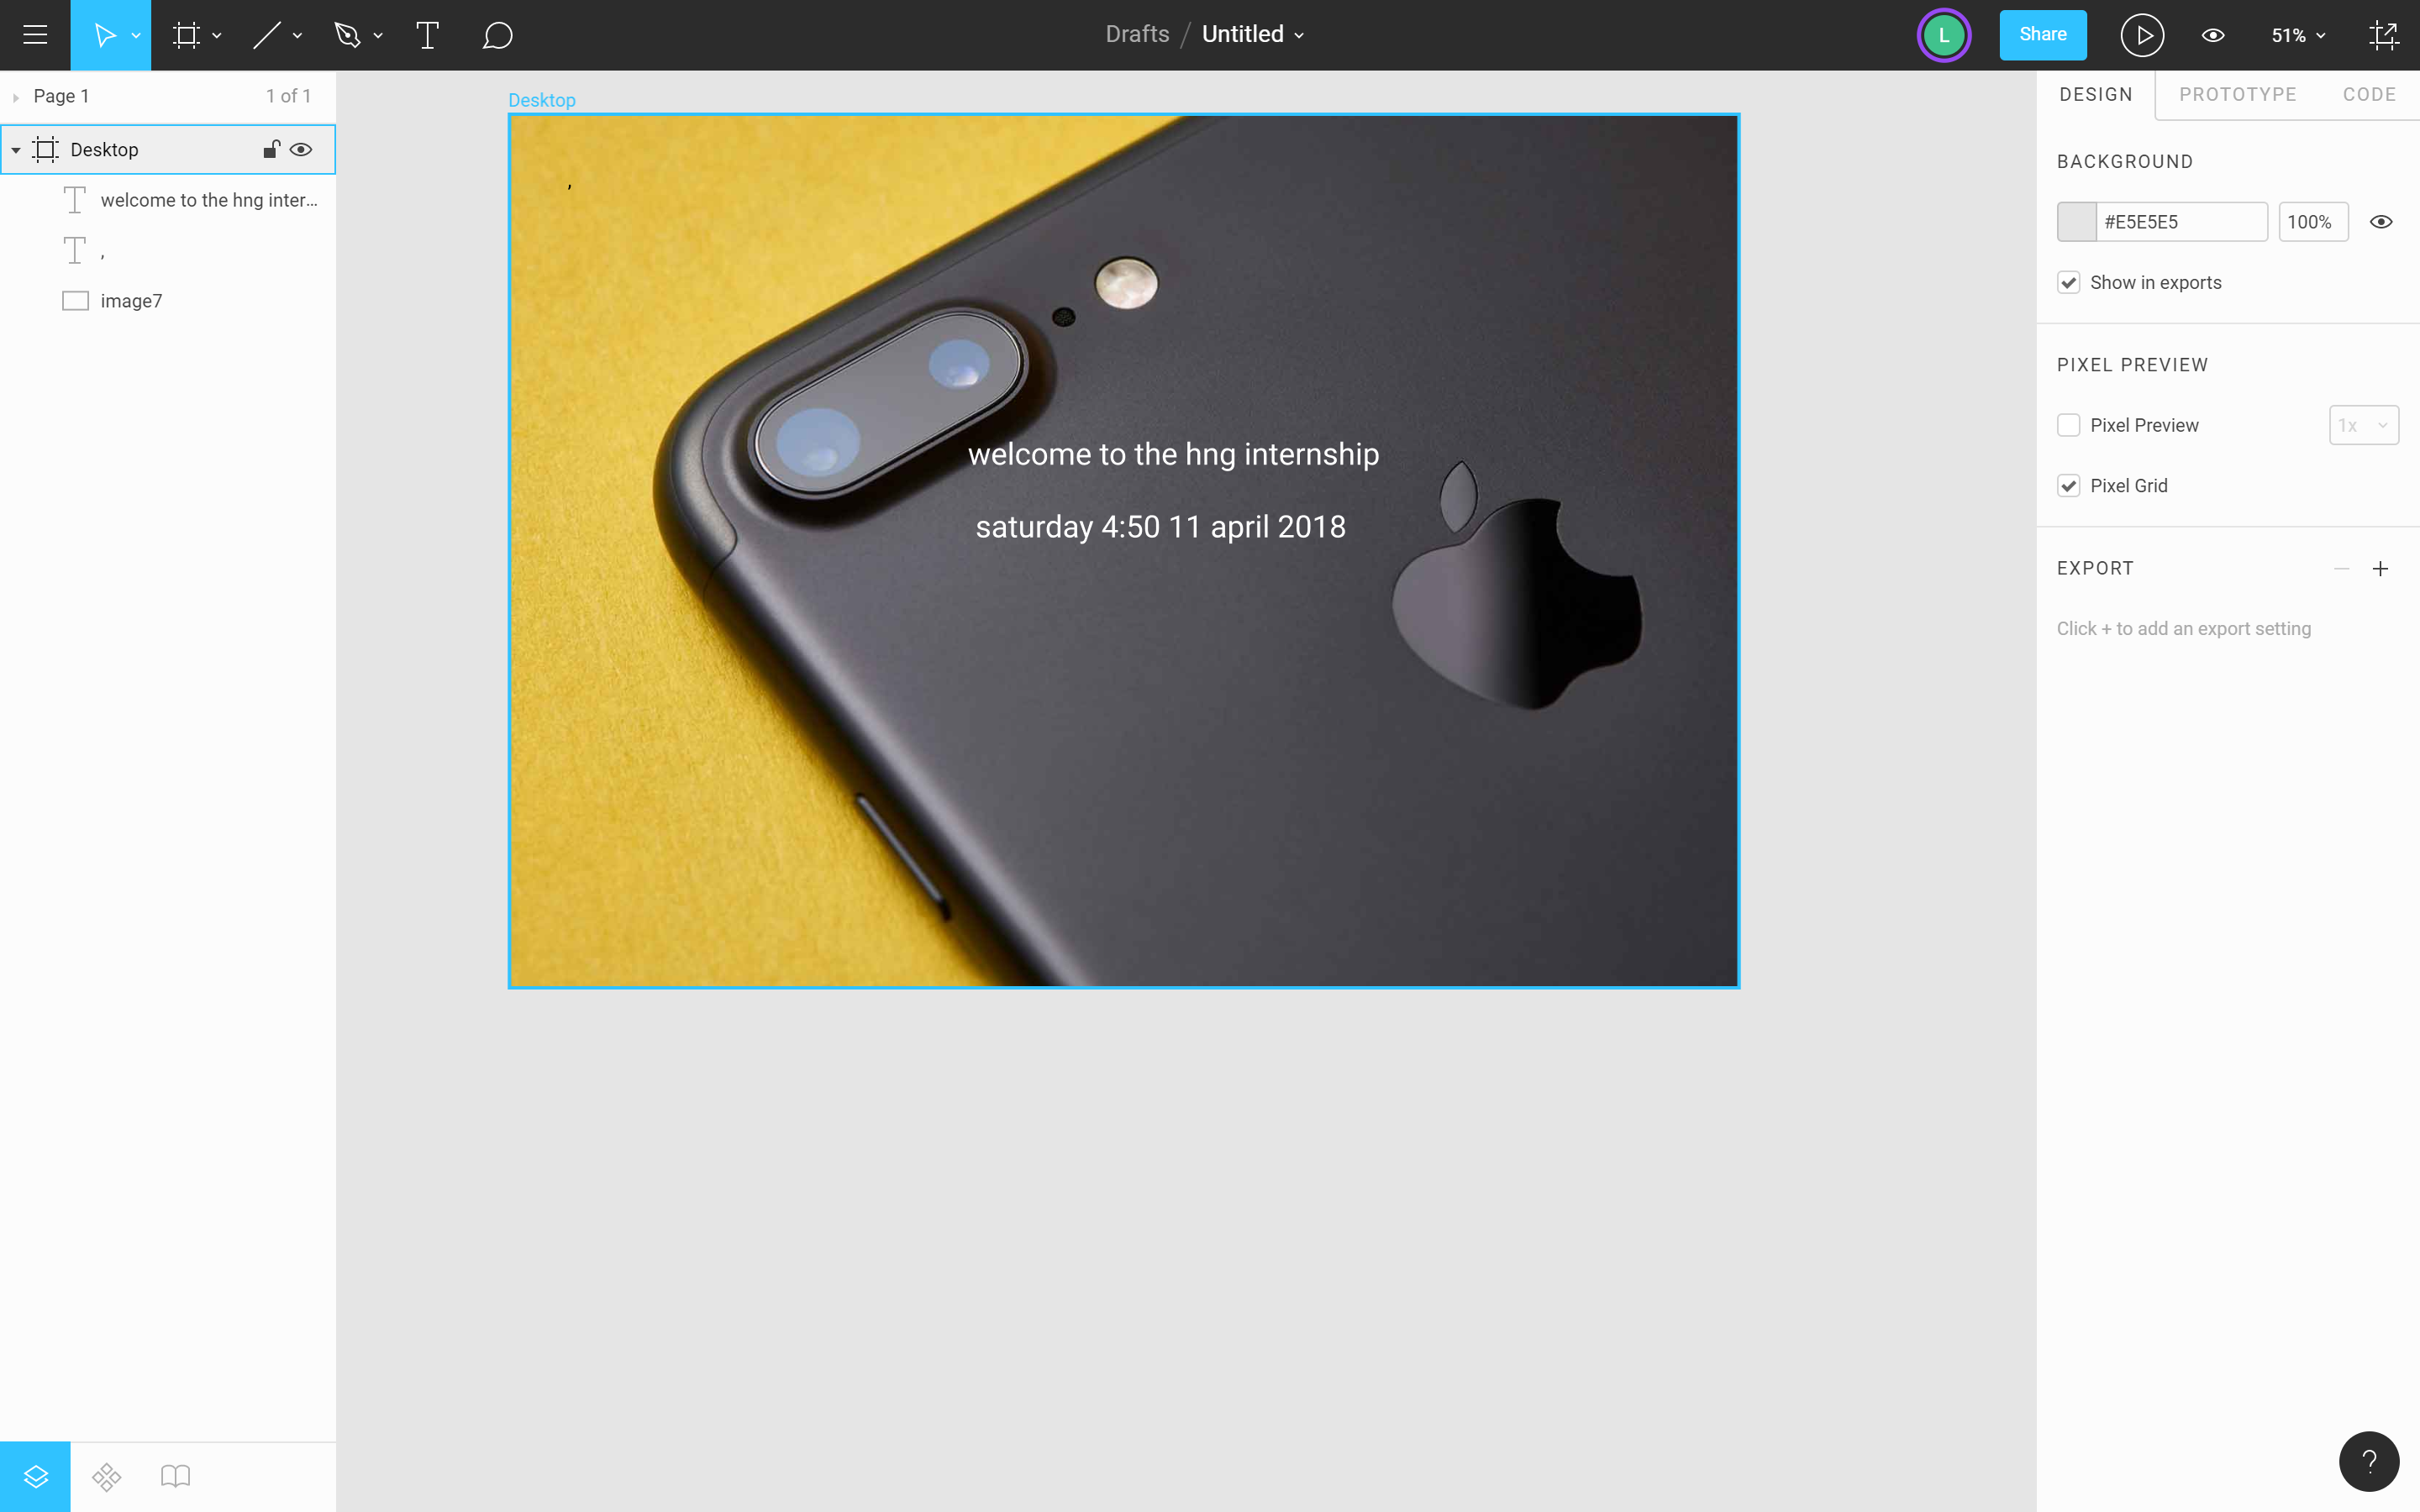 Drafts / Untitled
L
Share
51%
Page 1
1 of 1
Desktop
welcome to the hng inter...
,
image7
Desktop
,
welcome to the hng internship
saturday 4:50 11 april 2018
DESIGN
PROTOTYPE
CODE
BACKGROUND
#E5E5E5
100%
Show in exports
PIXEL PREVIEW
Pixel Preview
1x
Pixel Grid
EXPORT
Click + to add an export setting
?